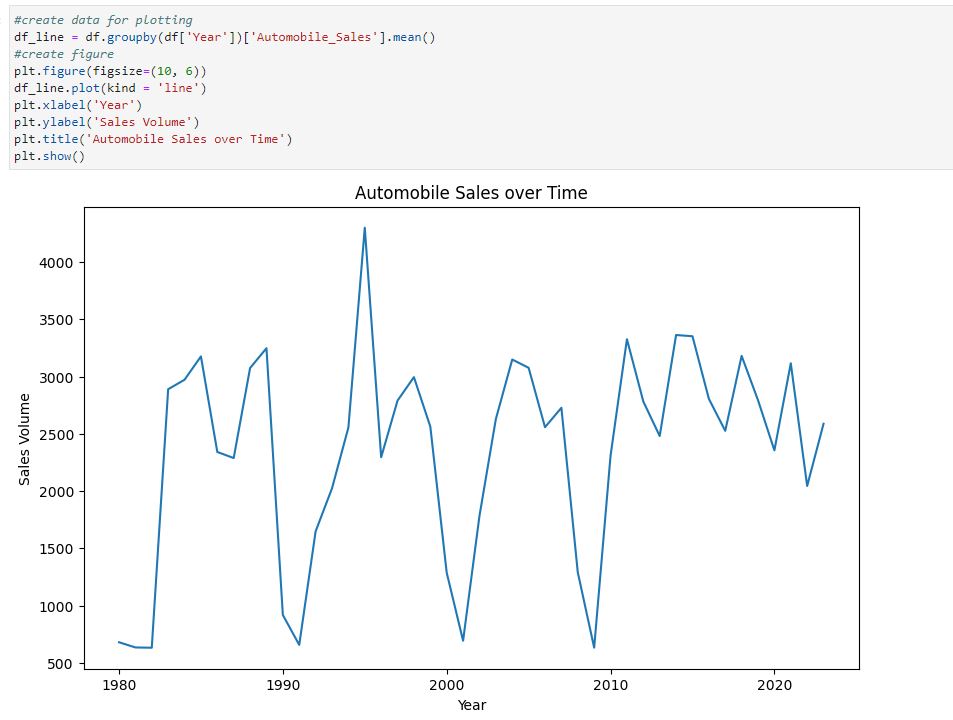 #create data for plotting
df_line = df.groupby(df['Year'])['Automobile_Sales'].mean()
#create figure
plt.figure(figsize=(10, 6))
df_line.plot(kind = 'line')
plt.xlabel('Year')
plt.ylabel('Sales Volume')
plt.title('Automobile Sales over Time')
plt.show()
Automobile Sales over Time
4000
3500
3000
2500
2000
1500
1000
500
Sales Volume
1980 1990 2000 2010 2020
Year